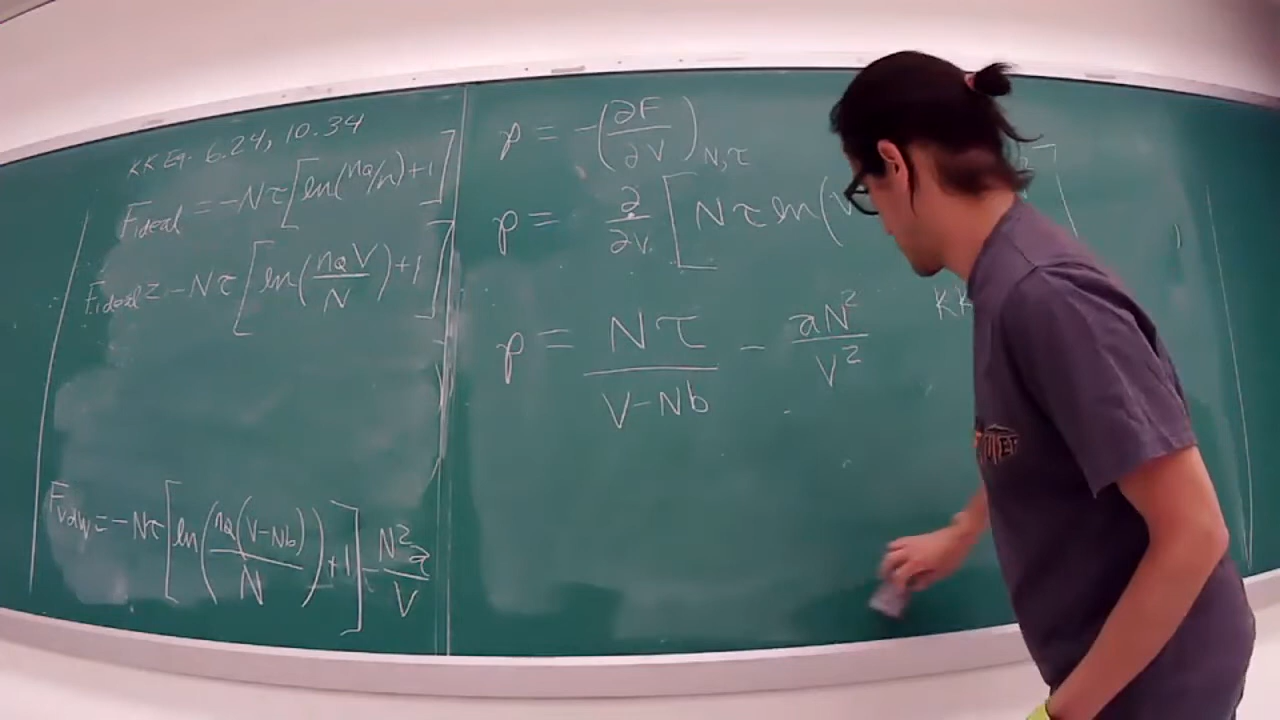 KK Eq. 6.24, 10.34
F_ideal = -Nτ[ln(n_Q/n)+1]
F_ideal = -Nτ[ln(n_Q V/N)+1]
F_vdw = -Nτ[ln(n_Q(V-Nb)/N)+1] - N²a/V
p = -(∂F/∂V)_N,τ
p = ∂/∂V [Nτ ln(V
p = Nτ/(V-Nb) - aN²/V²
KK